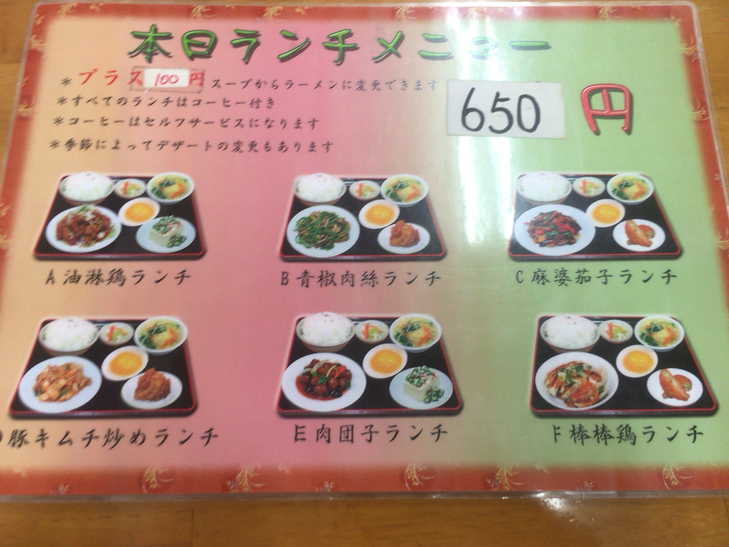 本日ランチメニュー
*プラス100円 スープからラーメンに変更できます
*すべてのランチはコーヒー付き
*コーヒーはセルフサービスになります
*季節によってデザートの変更もあります
650円
A油淋鶏ランチ
B青椒肉絲ランチ
C麻婆茄子ランチ
D豚キムチ炒めランチ
E肉団子ランチ
F棒棒鶏ランチ